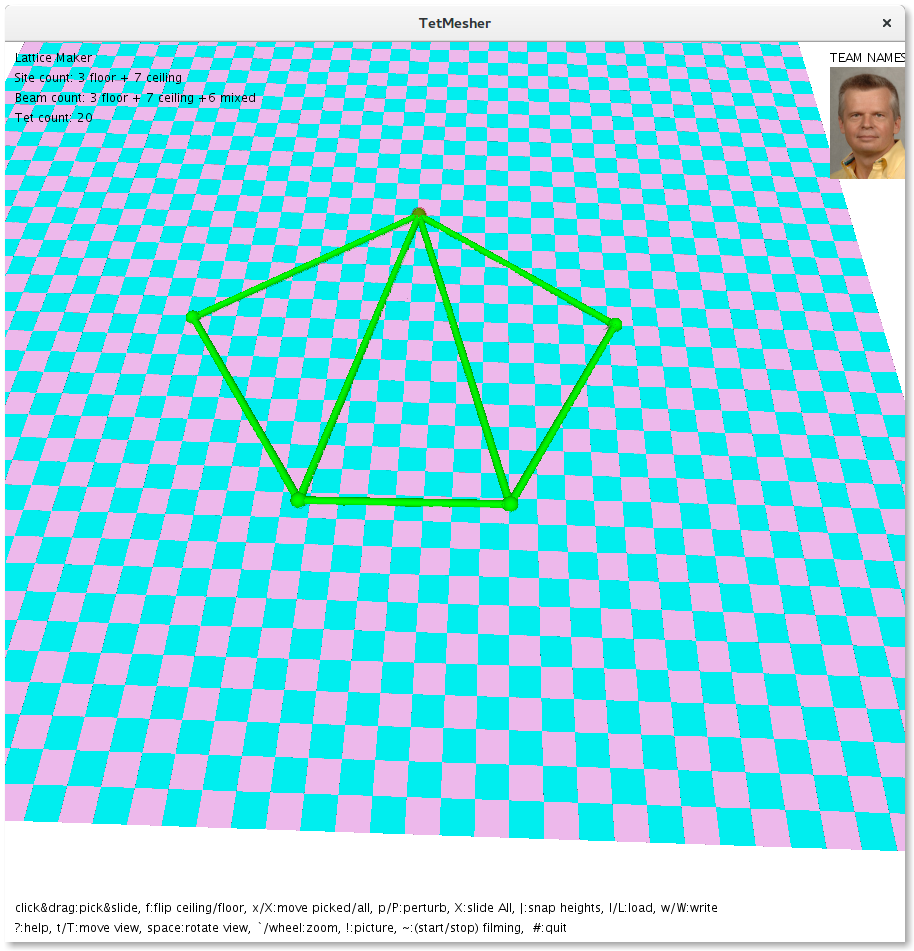 TetMesher
Lattice Maker
TEAM NAMES
Site count: 3 floor + 7 ceiling
Beam count: 3 floor + 7 ceiling +6 mixed
Tet count: 20
click&drag:pick&slide, f:flip ceiling/floor, x/X:move picked/all, p/P:perturb, X:slide All, |:snap heights, l/L:load, w/W:write
?:help, t/T:move view, space:rotate view, `/wheel:zoom, !:picture, ~:(start/stop) filming, #:quit